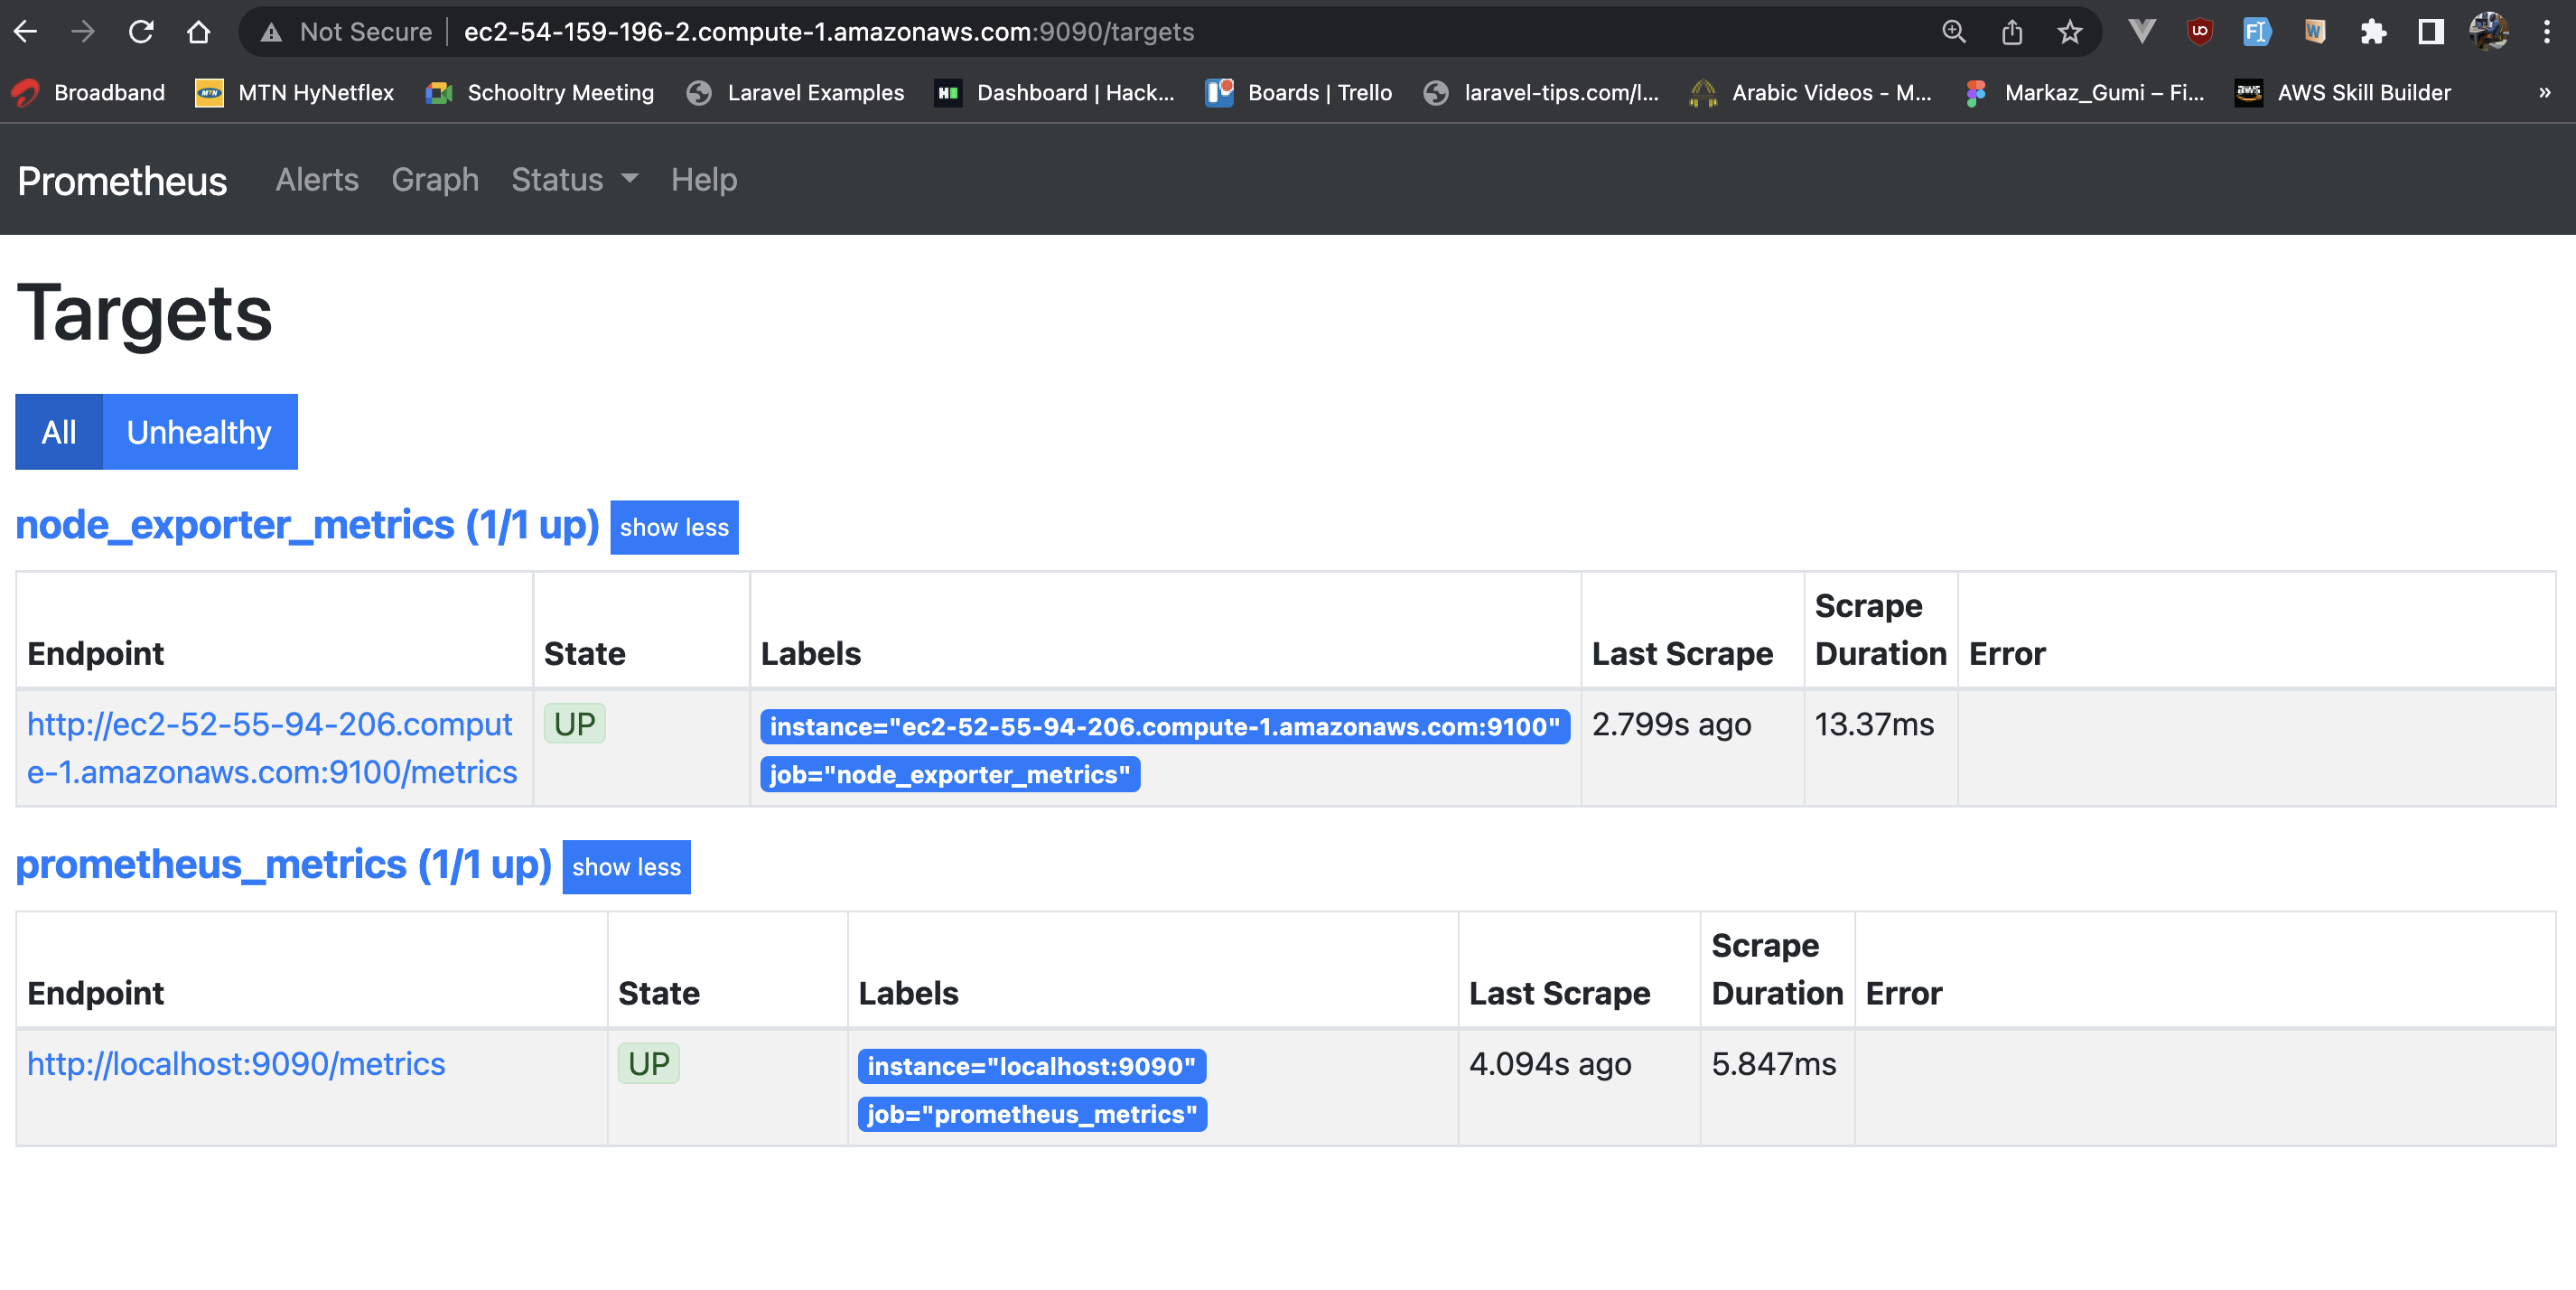 Not Secure ec2-54-159-196-2.compute-1.amazonaws.com:9090/targets
Broadband MTN MTN HyNetflex Schooltry Meeting Laravel Examples Dashboard | Hack... Boards | Trello laravel-tips.com/l... Arabic Videos - M... Markaz_Gumi – Fi... AWS Skill Builder »
Prometheus Alerts Graph Status Help
Targets
All Unhealthy
node_exporter_metrics (1/1 up) show less
Endpoint State Labels Last Scrape Scrape Duration Error
http://ec2-52-55-94-206.comput UP instance="ec2-52-55-94-206.compute-1.amazonaws.com:9100" 2.799s ago 13.37ms
e-1.amazonaws.com:9100/metrics job="node_exporter_metrics"
prometheus_metrics (1/1 up) show less
Endpoint State Labels Last Scrape Scrape Duration Error
http://localhost:9090/metrics UP instance="localhost:9090" 4.094s ago 5.847ms
job="prometheus_metrics"